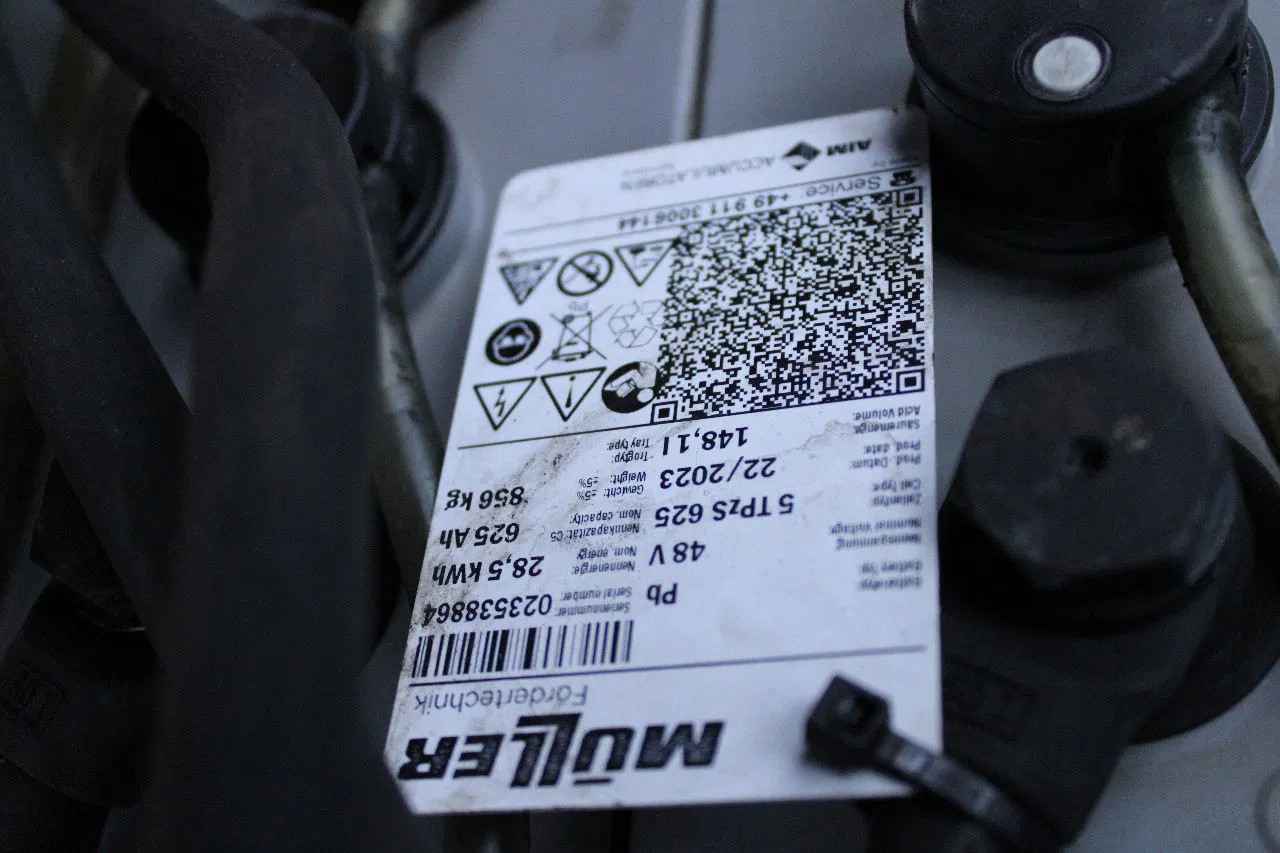 MÜLLER
Fördertechnik
Batterietyp:
Battery typ:
Pb
Seriennummer:
Serial number:
023538864
Nennspannung:
Nominal Voltage:
48 V
Nennenergie:
Nom. energy:
28,5 kWh
Zellentyp:
Cell type:
5 TPzS 625
Nennkapazität: C5
Nom. capacity:
625 Ah
Prod. Datum:
Prod. date:
22/2023
Gewicht: ±5%
Weight: ±5%
856 kg
Säuremenge:
Acid Volume:
148,1 l
Trogtyp:
Tray type:
Pb
Service: +49 911 3006144
AIM ACCUMULATOREN